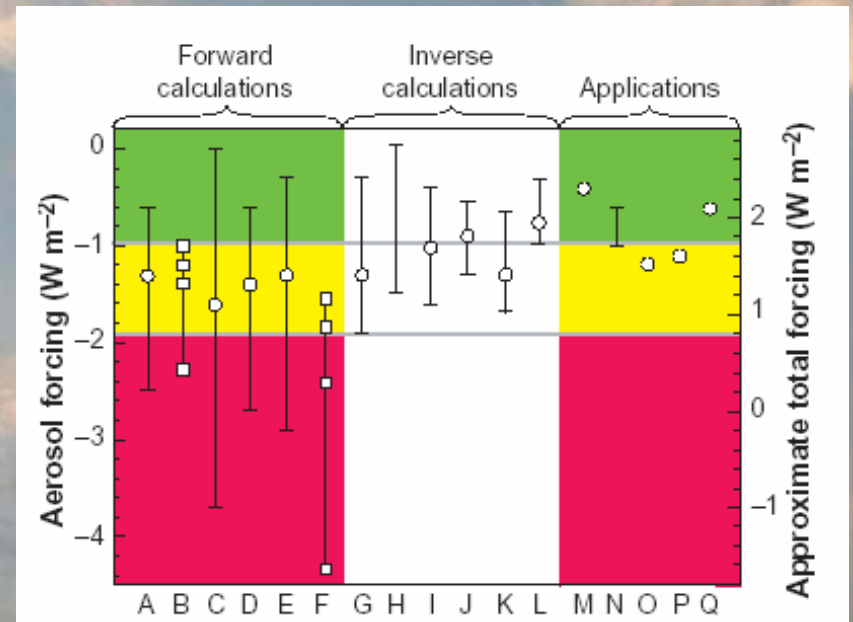 Forward
calculations
Inverse
calculations
Applications
Aerosol forcing (W m–2)
0
–1
–2
–3
–4
Approximate total forcing (W m–2)
2
1
0
–1
A B C D E F G H I J K L M N O P Q